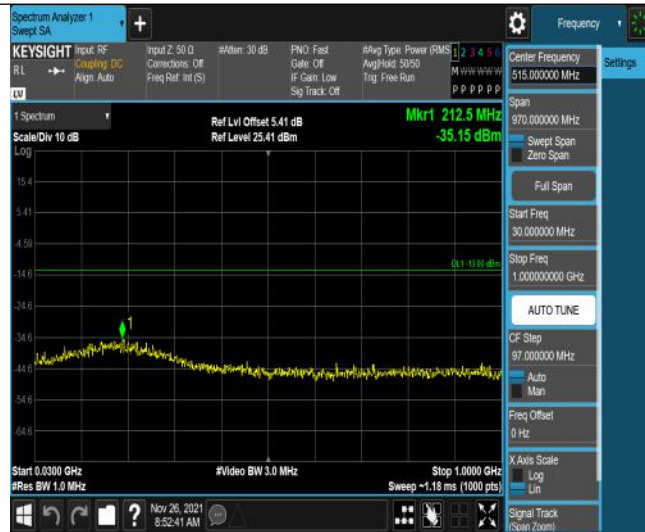 Spectrum Analyzer 1
Swept SA
Frequency
KEYSIGHT
RL
LXI
Input: RF
Coupling: DC
Align: Auto
Input Z: 50 Ω
Corrections: Off
Freq Ref: Int (S)
#Atten: 30 dB
PNO: Fast
Gate: Off
IF Gain: Low
Sig Track: Off
#Avg Type: Power (RMS
Avg|Hold: 50/50
Trig: Free Run
1 2 3 4 5 6
M W W W W W
P P P P P P
Center Frequency
515.000000 MHz
Settings
Span
970.000000 MHz
Swept Span
Zero Span
Full Span
Start Freq
30.000000 MHz
Stop Freq
1.000000000 GHz
AUTO TUNE
CF Step
97.000000 MHz
Auto
Man
Freq Offset
0 Hz
X Axis Scale
Log
Lin
Signal Track
(Span Zoom)
1 Spectrum
Scale/Div 10 dB
Log
Ref Lvl Offset 5.41 dB
Ref Level 25.41 dBm
Mkr1 212.5 MHz
-35.15 dBm
15.4
5.41
-4.59
DL1 -13.00 dBm
-14.6
-24.6
1
-34.6
-44.6
-54.6
-64.6
Start 0.0300 GHz
#Video BW 3.0 MHz
Stop 1.0000 GHz
#Res BW 1.0 MHz
Sweep ~1.18 ms (1000 pts)
Nov 26, 2021
8:52:41 AM